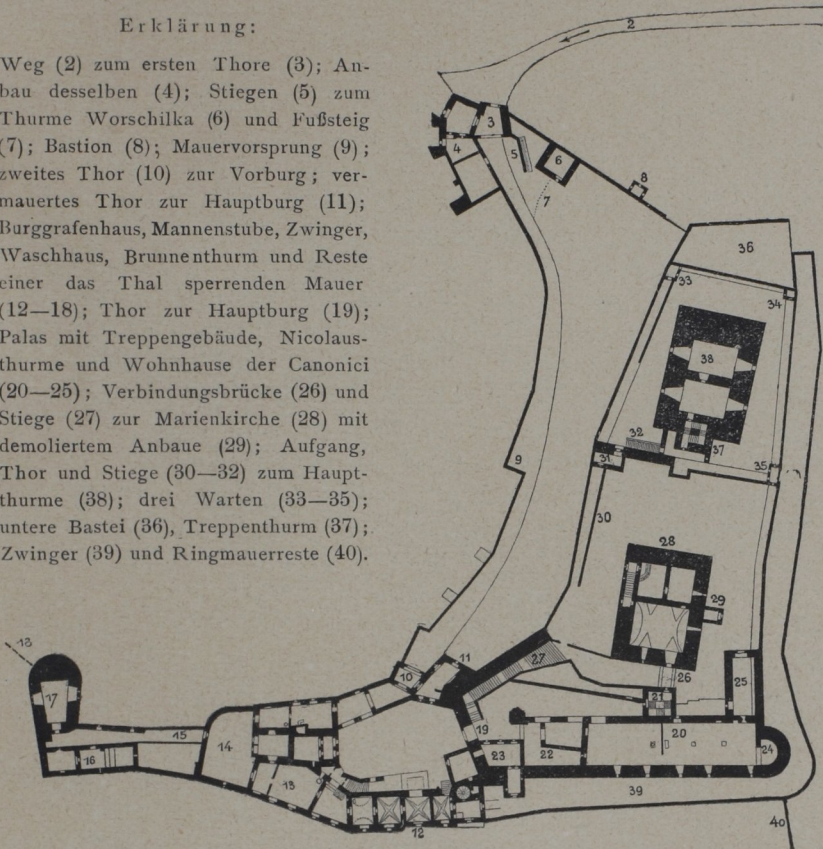 Erklärung:
Weg (2) zum ersten Thore (3); An-
bau desselben (4); Stiegen (5) zum
Thurme Worschilka (6) und Fußsteig
(7); Bastion (8); Mauervorsprung (9);
zweites Thor (10) zur Vorburg; ver-
mauertes Thor zur Hauptburg (11);
Burggrafenhaus, Mannenstube, Zwinger,
Waschhaus, Brunnenthurm und Reste
einer das Thal sperrenden Mauer
(12—18); Thor zur Hauptburg (19);
Palas mit Treppengebäude, Nicolaus-
thurme und Wohnhause der Canonici
(20—25); Verbindungsbrücke (26) und
Stiege (27) zur Marienkirche (28) mit
demoliertem Anbaue (29); Aufgang,
Thor und Stiege (30—32) zum Haupt-
thurme (38); drei Warten (33—35);
untere Bastei (36), Treppenthurm (37);
Zwinger (39) und Ringmauerreste (40).
2
3
4
5
6
7
8
36
33
34
38
32
37
31
35
9
30
28
29
27
26
25
11
10
21
20
24
19
23
22
18
17
15
14
16
13
12
39
40